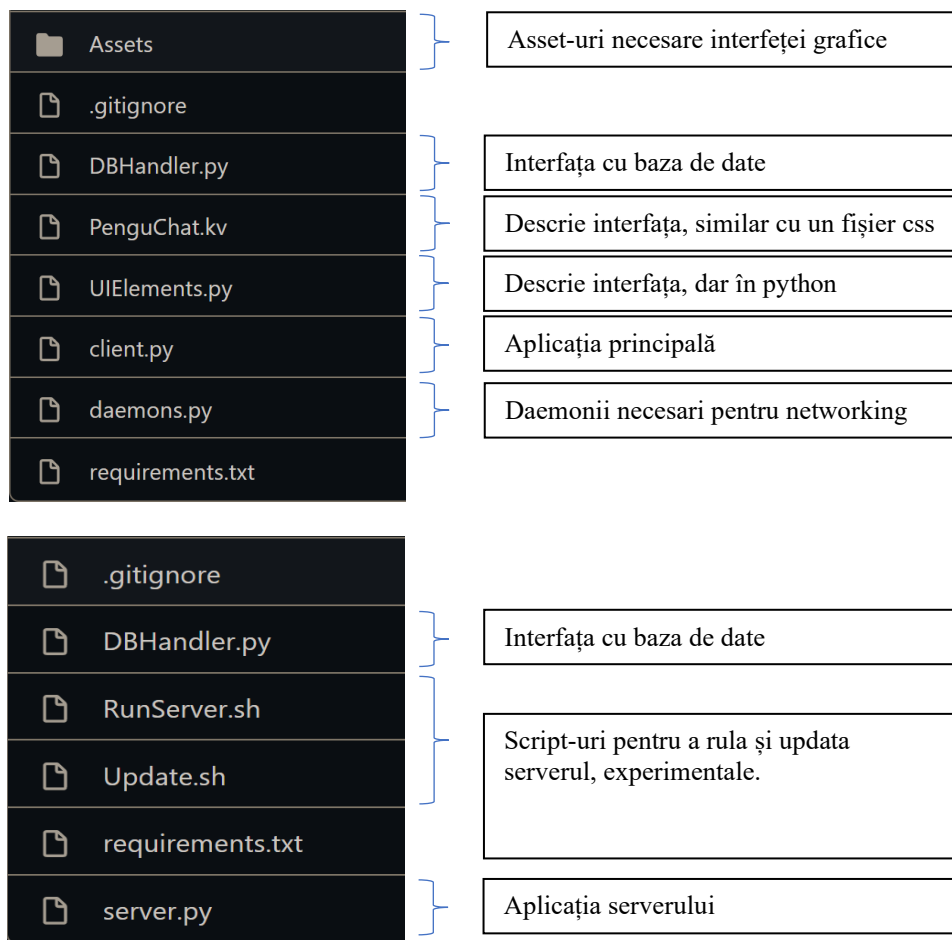 Assets
Asset-uri necesare interfeței grafice
.gitignore
DBHandler.py
Interfața cu baza de date
PenguChat.kv
Descrie interfața, similar cu un fișier css
UIElements.py
Descrie interfața, dar în python
client.py
Aplicația principală
daemons.py
Daemonii necesari pentru networking
requirements.txt
.gitignore
DBHandler.py
Interfața cu baza de date
RunServer.sh
Update.sh
Script-uri pentru a rula și updata
serverul, experimentale.
requirements.txt
server.py
Aplicația serverului